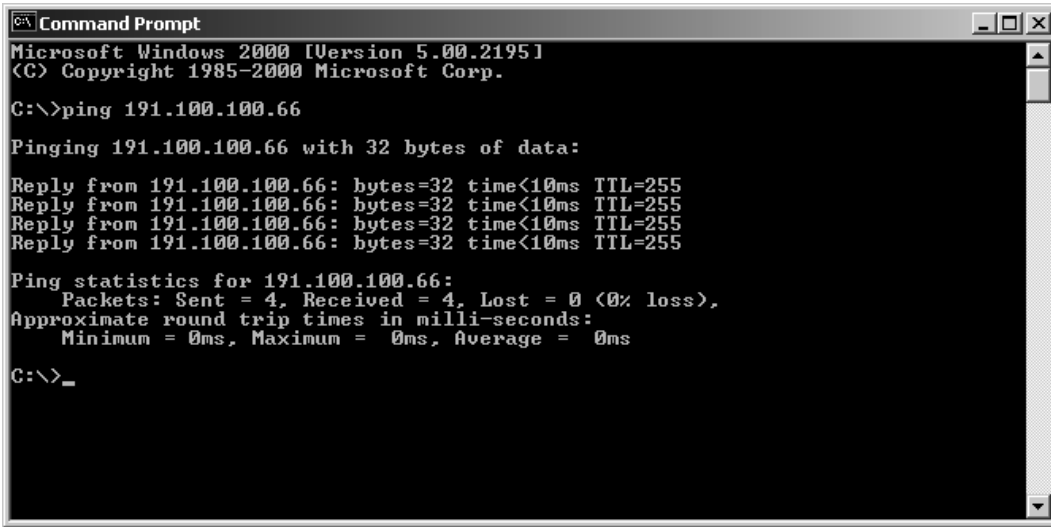 Command Prompt
Microsoft Windows 2000 [Version 5.00.2195]
(C) Copyright 1985-2000 Microsoft Corp.
C:\>ping 191.100.100.66
Pinging 191.100.100.66 with 32 bytes of data:
Reply from 191.100.100.66: bytes=32 time<10ms TTL=255
Reply from 191.100.100.66: bytes=32 time<10ms TTL=255
Reply from 191.100.100.66: bytes=32 time<10ms TTL=255
Reply from 191.100.100.66: bytes=32 time<10ms TTL=255
Ping statistics for 191.100.100.66:
    Packets: Sent = 4, Received = 4, Lost = 0 (0% loss),
Approximate round trip times in milli-seconds:
    Minimum = 0ms, Maximum =  0ms, Average =  0ms
C:\>_